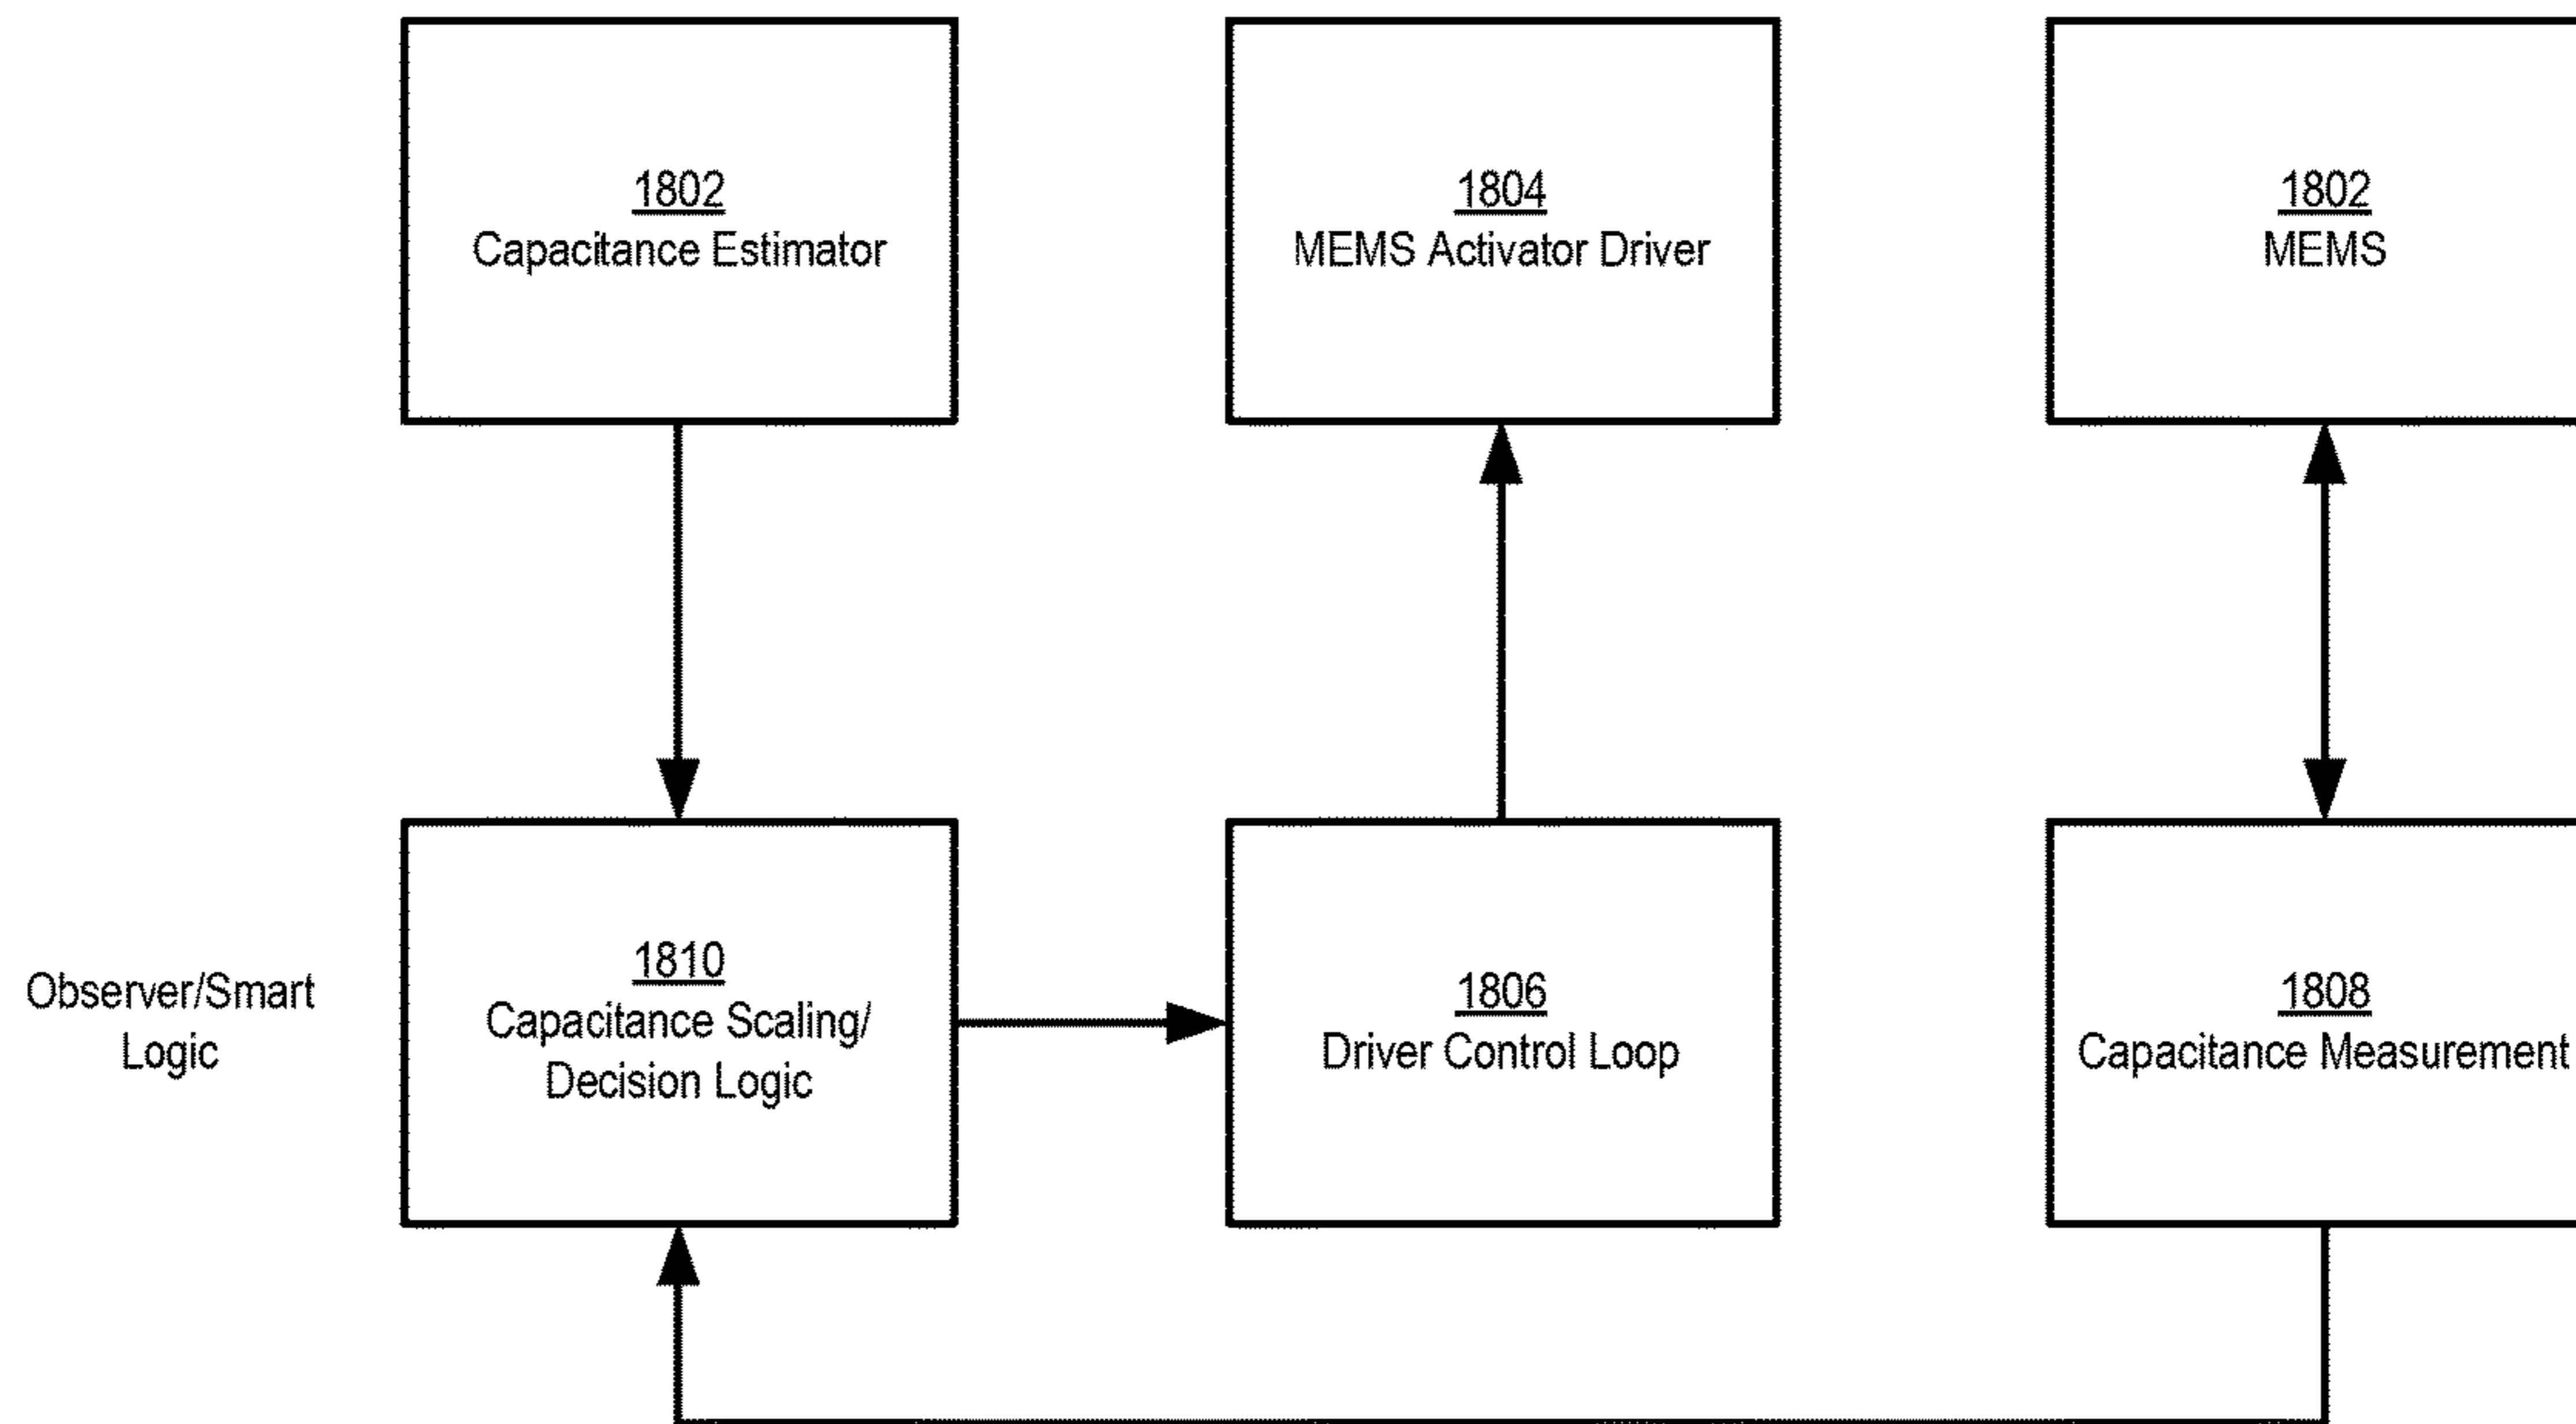 1802
Capacitance Estimator
1804
MEMS Activator Driver
1802
MEMS
Observer/Smart
Logic
1810
Capacitance Scaling/
Decision Logic
1806
Driver Control Loop
1808
Capacitance Measurement